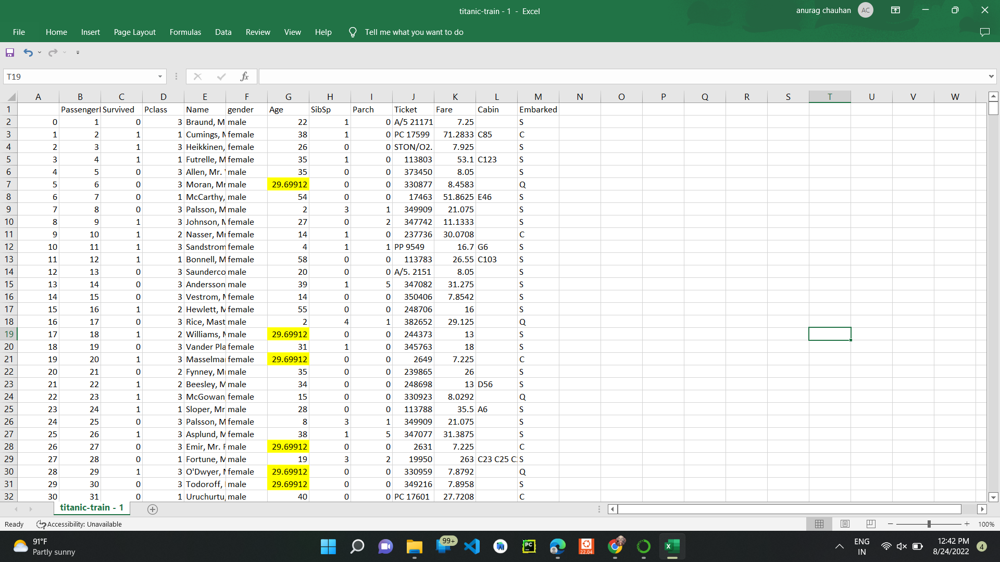 titanic-train - 1 - Excel
anurag chauhan AC
File Home Insert Page Layout Formulas Data Review View Help Tell me what you want to do
T19 fx
A B C D E F G H I J K L M N O P Q R S T U V W
1 PassengerI Survived Pclass Name gender Age SibSp Parch Ticket Fare Cabin Embarked
2 0 1 0 3 Braund, M male 22 1 0 A/5 21171 7.25 S
3 1 2 1 1 Cumings, M female 38 1 0 PC 17599 71.2833 C85 C
4 2 3 1 3 Heikkinen, female 26 0 0 STON/O2. 7.925 S
5 3 4 1 1 Futrelle, M female 35 1 0 113803 53.1 C123 S
6 4 5 0 3 Allen, Mr. male 35 0 0 373450 8.05 S
7 5 6 0 3 Moran, Mr male 29.69912 0 0 330877 8.4583 Q
8 6 7 0 1 McCarthy, male 54 0 0 17463 51.8625 E46 S
9 7 8 0 3 Palsson, M male 2 3 1 349909 21.075 S
10 8 9 1 3 Johnson, M female 27 0 2 347742 11.1333 S
11 9 10 1 2 Nasser, Mr female 14 1 0 237736 30.0708 C
12 10 11 1 3 Sandstrom female 4 1 1 PP 9549 16.7 G6 S
13 11 12 1 1 Bonnell, M female 58 0 0 113783 26.55 C103 S
14 12 13 0 3 Saunderco male 20 0 0 A/5. 2151 8.05 S
15 13 14 0 3 Andersson male 39 1 5 347082 31.275 S
16 14 15 0 3 Vestrom, M female 14 0 0 350406 7.8542 S
17 15 16 1 2 Hewlett, M female 55 0 0 248706 16 S
18 16 17 0 3 Rice, Mast male 2 4 1 382652 29.125 Q
19 17 18 1 2 Williams, M male 29.69912 0 0 244373 13 S
20 18 19 0 3 Vander Pla female 31 1 0 345763 18 S
21 19 20 1 3 Masselma female 29.69912 0 0 2649 7.225 C
22 20 21 0 2 Fynney, Mr male 35 0 0 239865 26 S
23 21 22 1 2 Beesley, M male 34 0 0 248698 13 D56 S
24 22 23 1 3 McGowan, female 15 0 0 330923 8.0292 Q
25 23 24 1 1 Sloper, Mr male 28 0 0 113788 35.5 A6 S
26 24 25 0 3 Palsson, M female 8 3 1 349909 21.075 S
27 25 26 1 3 Asplund, M female 38 1 5 347077 31.3875 S
28 26 27 0 3 Emir, Mr. F male 29.69912 0 0 2631 7.225 C
29 27 28 0 1 Fortune, M male 19 3 2 19950 263 C23 C25 C S
30 28 29 1 3 O'Dwyer, M female 29.69912 0 0 330959 7.8792 Q
31 29 30 0 3 Todoroff, male 29.69912 0 0 349216 7.8958 S
32 30 31 0 1 Uruchurtu, male 40 0 0 PC 17601 27.7208 C
titanic-train - 1
Ready Accessibility: Unavailable 100%
91°F
Partly sunny
99+
PC
22.04
ENG
IN
12:42 PM
8/24/2022
4